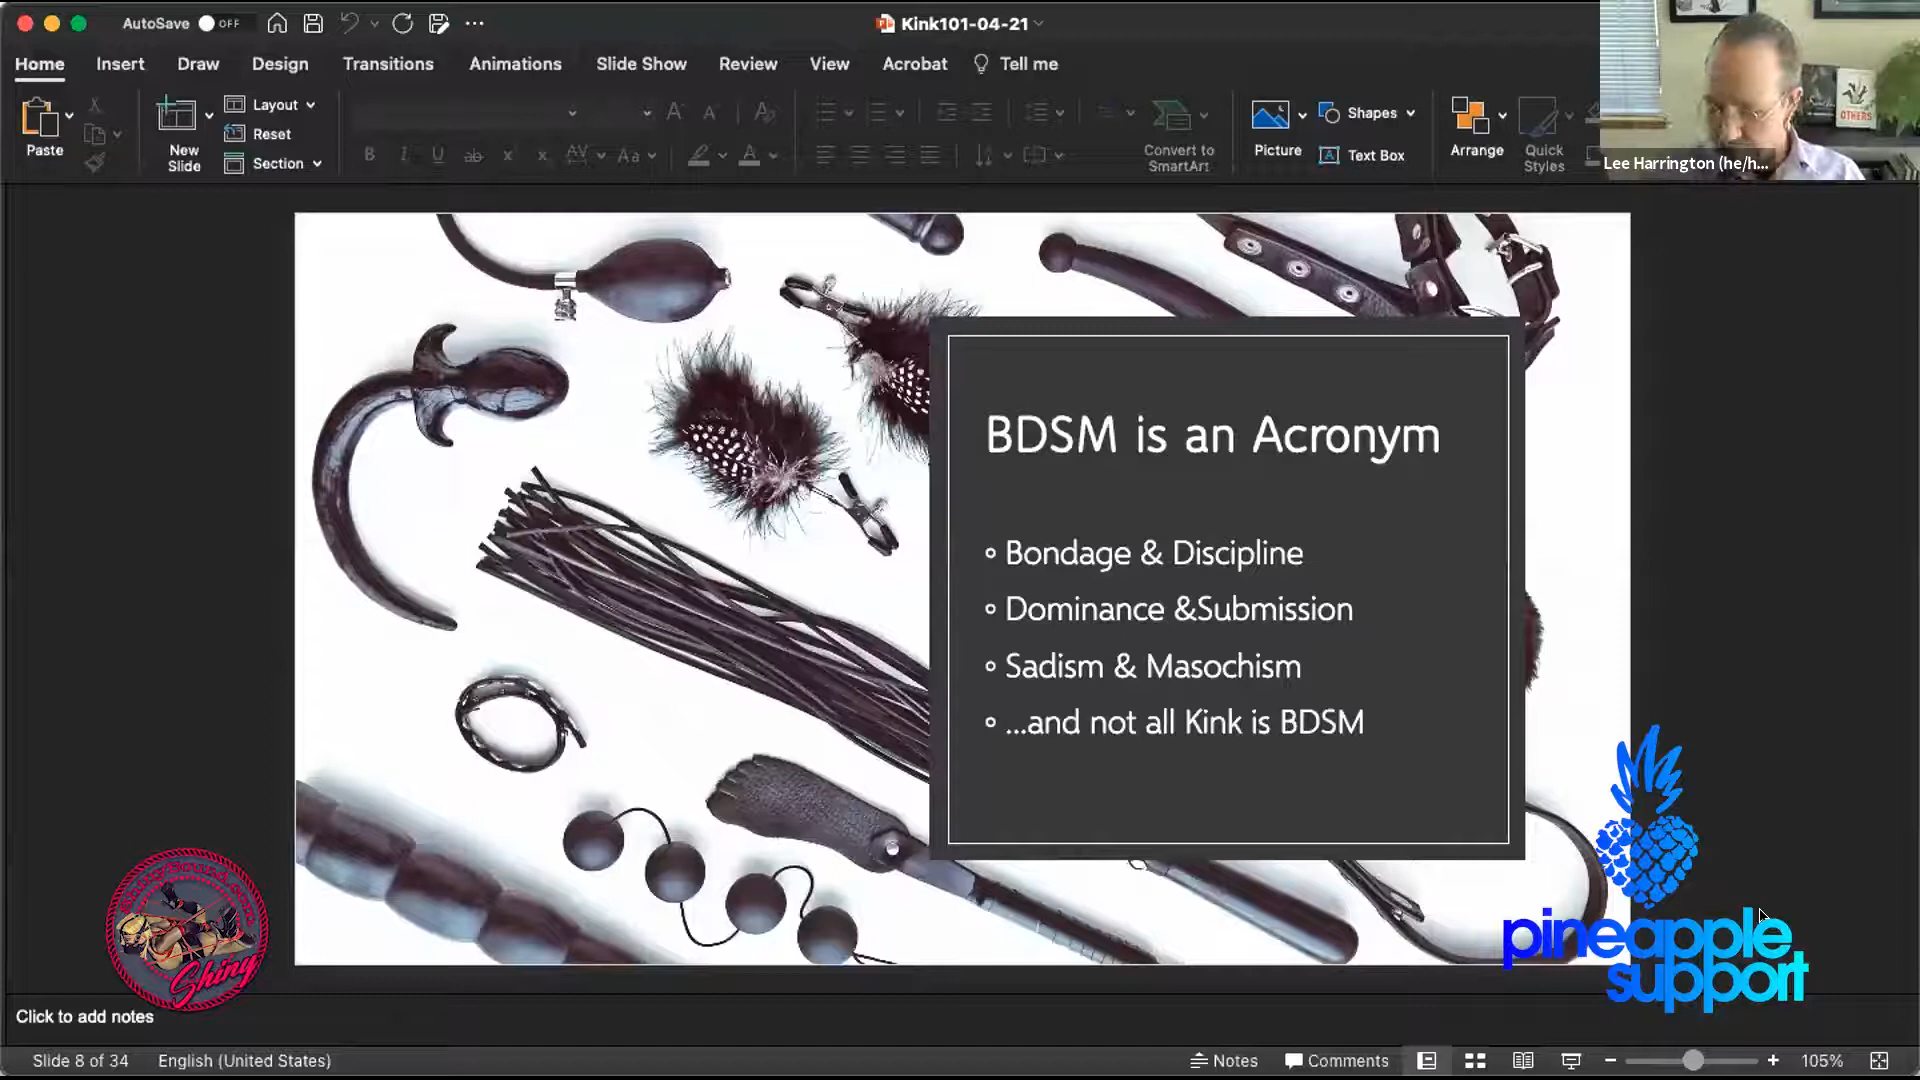 AutoSave OFF
Kink101-04-21
Home Insert Draw Design Transitions Animations Slide Show Review View Acrobat Tell me
Paste
New Slide
Layout
Reset
Section
Convert to SmartArt
Picture
Shapes
Text Box
Arrange
Quick Styles
OTHERS
Lee Harrington (he/h...
BDSM is an Acronym
Bondage & Discipline
Dominance &Submission
Sadism & Masochism
...and not all Kink is BDSM
Shiny
pineapple
support
Click to add notes
Slide 8 of 34 English (United States) Notes Comments 105%